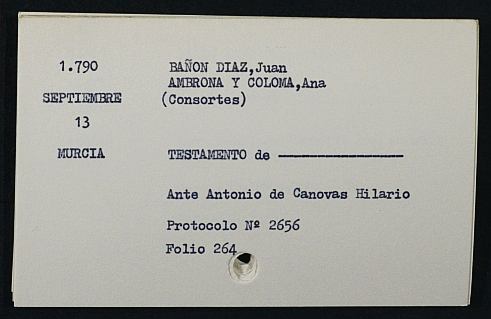 1.790
BAÑON DIAZ,Juan
AMBRONA Y COLOMA,Ana
SEPTIEMBRE
(Consortes)
13
MURCIA
TESTAMENTO de ----------------
Ante Antonio de Canovas Hilario
Protocolo Nº 2656
Folio 264